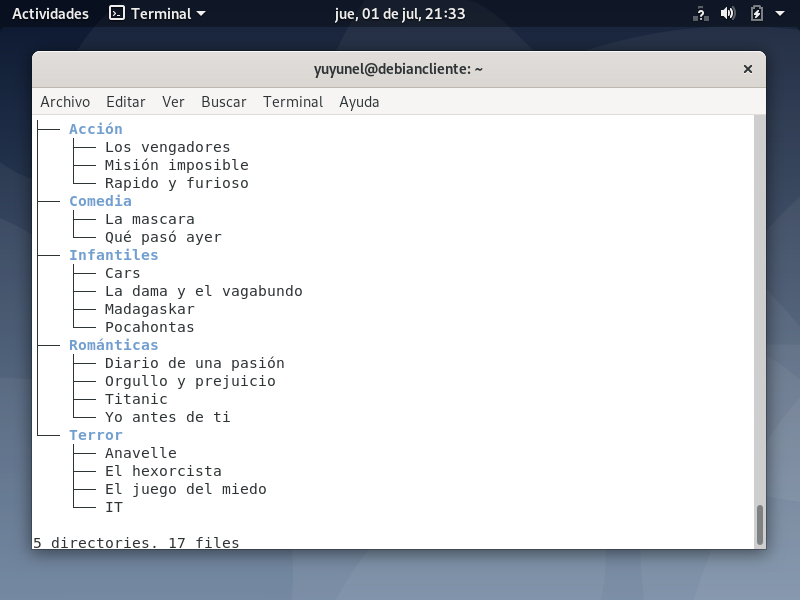 Actividades Terminal jue, 01 de jul, 21:33 ?
yuyunel@debiancliente: ~ ×
Archivo Editar Ver Buscar Terminal Ayuda
├── Acción
│   ├── Los vengadores
│   ├── Misión imposible
│   └── Rapido y furioso
├── Comedia
│   ├── La mascara
│   └── Qué pasó ayer
├── Infantiles
│   ├── Cars
│   ├── La dama y el vagabundo
│   ├── Madagaskar
│   └── Pocahontas
├── Románticas
│   ├── Diario de una pasión
│   ├── Orgullo y prejuicio
│   ├── Titanic
│   └── Yo antes de ti
└── Terror
    ├── Anavelle
    ├── El hexorcista
    ├── El juego del miedo
    └── IT
5 directories, 17 files